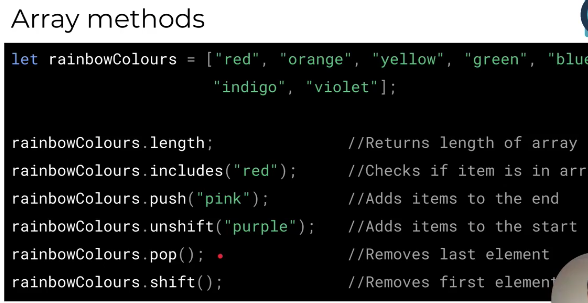 Array methods
let rainbowColours = ["red", "orange", "yellow", "green", "blue
"indigo", "violet"];
rainbowColours.length; //Returns length of array
rainbowColours.includes("red"); //Checks if item is in arr
rainbowColours.push("pink"); //Adds items to the end
rainbowColours.unshift("purple"); //Adds items to the start
rainbowColours.pop(); //Removes last element
rainbowColours.shift(); //Removes first element